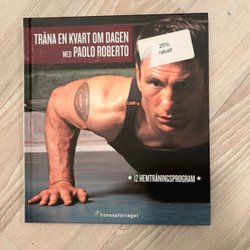 TRÄNA EN KVART OM DAGEN
MED PAOLO ROBERTO
25%
rabatt
★ 12 HEMTRÄNINGSPROGRAM ★
fitnessförlaget